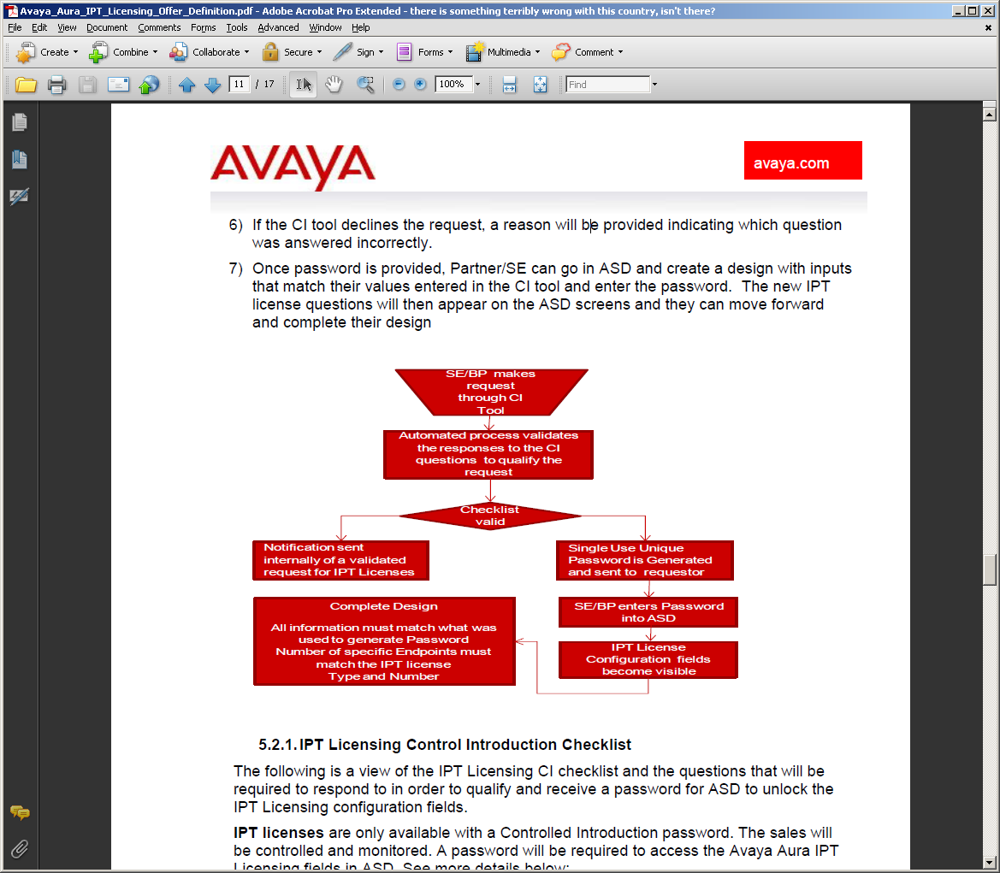 Avaya_Aura_IPT_Licensing_Offer_Definition.pdf - Adobe Acrobat Pro Extended - there is something terribly wrong with this country, isn't there?
File Edit View Document Comments Forms Tools Advanced Window Help
Create Combine Collaborate Secure Sign Forms Multimedia Comment
11 / 17 100% Find
AVAYA
avaya.com
6) If the CI tool declines the request, a reason will be provided indicating which question
was answered incorrectly.
7) Once password is provided, Partner/SE can go in ASD and create a design with inputs
that match their values entered in the CI tool and enter the password. The new IPT
license questions will then appear on the ASD screens and they can move forward
and complete their design
SE/BP makes
request
through CI
Tool
Automated process validates
the responses to the CI
questions to qualify the
request
Checklist
valid
Notification sent
internally of a validated
request for IPT Licenses
Single Use Unique
Password is Generated
and sent to requestor
SE/BP enters Password
into ASD
IPT License
Configuration fields
become visible
Complete Design
All information must match what was
used to generate Password
Number of specific Endpoints must
match the IPT license
Type and Number
5.2.1. IPT Licensing Control Introduction Checklist
The following is a view of the IPT Licensing CI checklist and the questions that will be
required to respond to in order to qualify and receive a password for ASD to unlock the
IPT Licensing configuration fields.
IPT licenses are only available with a Controlled Introduction password. The sales will
be controlled and monitored. A password will be required to access the Avaya Aura IPT
Licensing fields in ASD. See more details below: